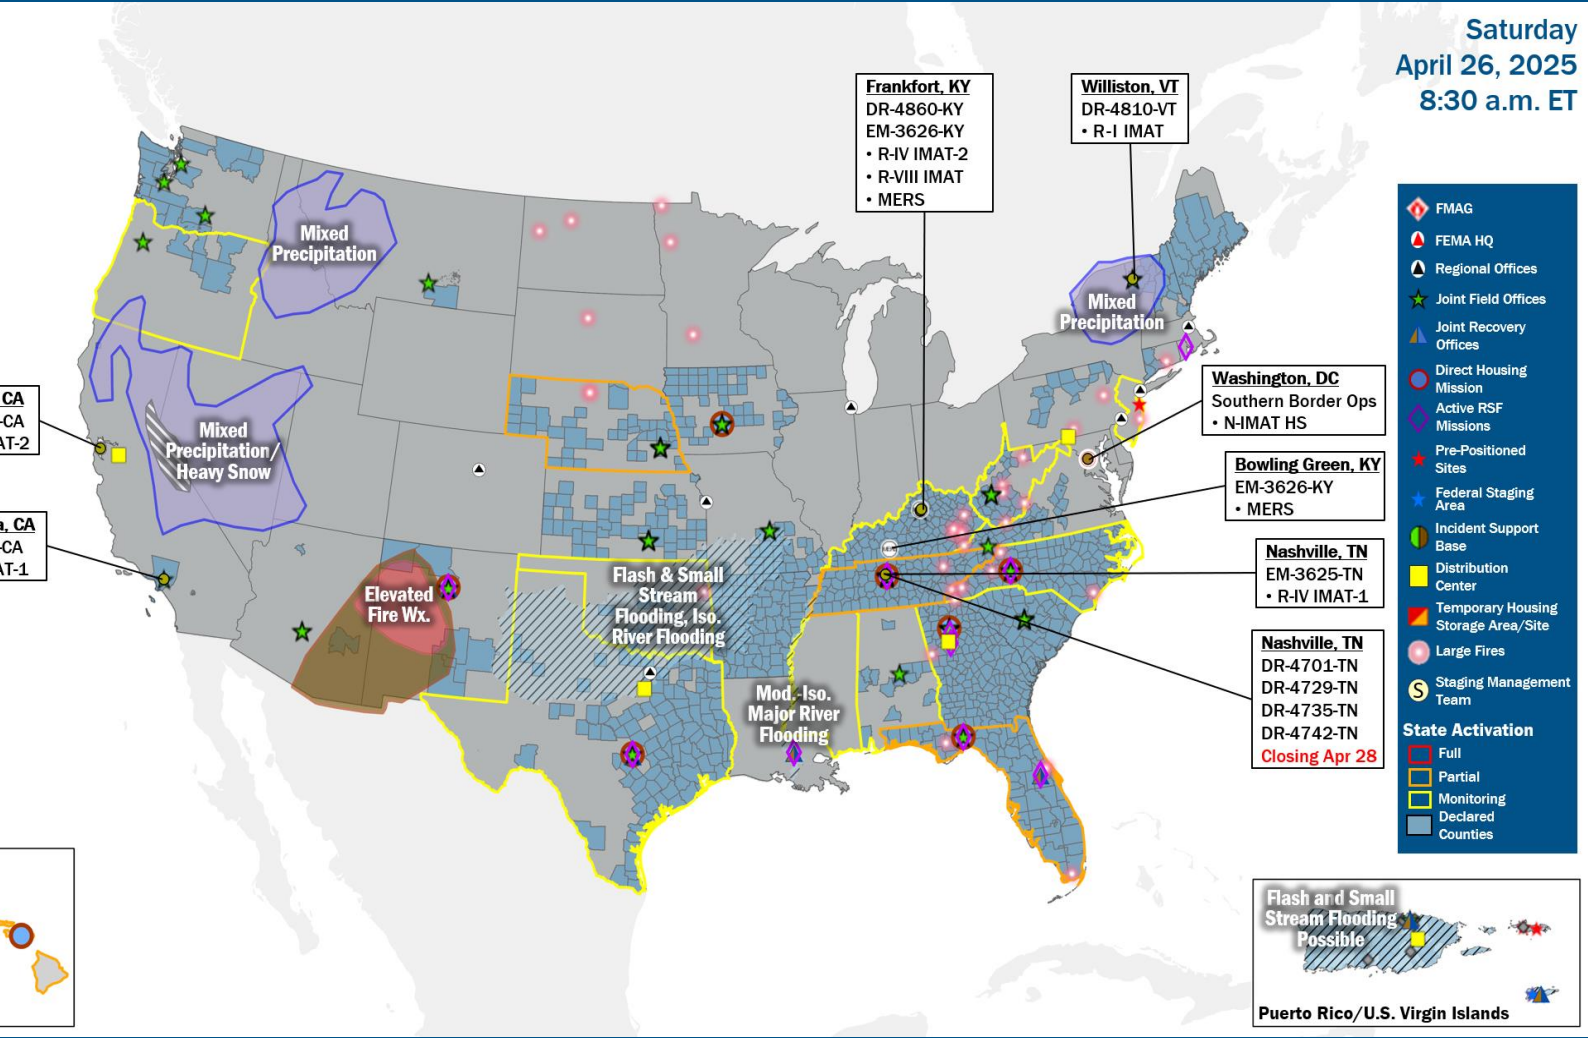 Saturday
April 26, 2025
8:30 a.m. ET
Frankfort, KY
DR-4860-KY
EM-3626-KY
• R-IV IMAT-2
• R-VIII IMAT
• MERS
Williston, VT
DR-4810-VT
• R-I IMAT
Mixed
Precipitation
Mixed
Precipitation
Mixed
Precipitation/
Heavy Snow
CA
-CA
AT-2
a, CA
-CA
AT-1
Washington, DC
Southern Border Ops
• N-IMAT HS
Bowling Green, KY
EM-3626-KY
• MERS
Nashville, TN
EM-3625-TN
• R-IV IMAT-1
Nashville, TN
DR-4701-TN
DR-4729-TN
DR-4735-TN
DR-4742-TN
Closing Apr 28
Elevated
Fire Wx.
Flash & Small
Stream
Flooding, Iso.
River Flooding
Mod.-Iso.
Major River
Flooding
FMAG
FEMA HQ
Regional Offices
Joint Field Offices
Joint Recovery
Offices
Direct Housing
Mission
Active RSF
Missions
Pre-Positioned
Sites
Federal Staging
Area
Incident Support
Base
Distribution
Center
Temporary Housing
Storage Area/Site
Large Fires
S
Staging Management
Team
State Activation
Full
Partial
Monitoring
Declared
Counties
Flash and Small
Stream Flooding
Possible
Puerto Rico/U.S. Virgin Islands